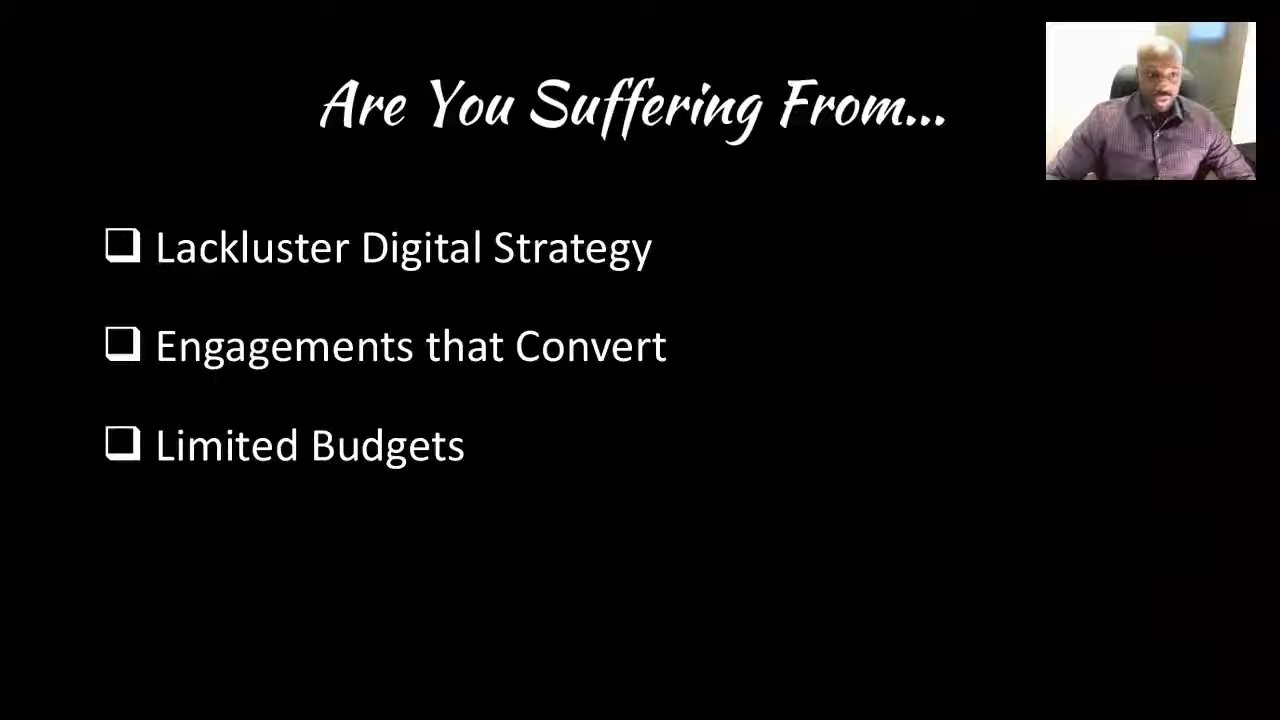 Are You Suffering From...
Lackluster Digital Strategy
Engagements that Convert
Limited Budgets